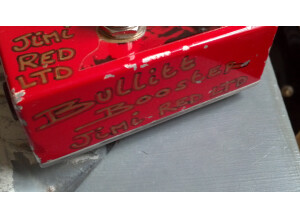 Jimi
RED
LTD
Bulliet
Booster
Jimi RED LTD